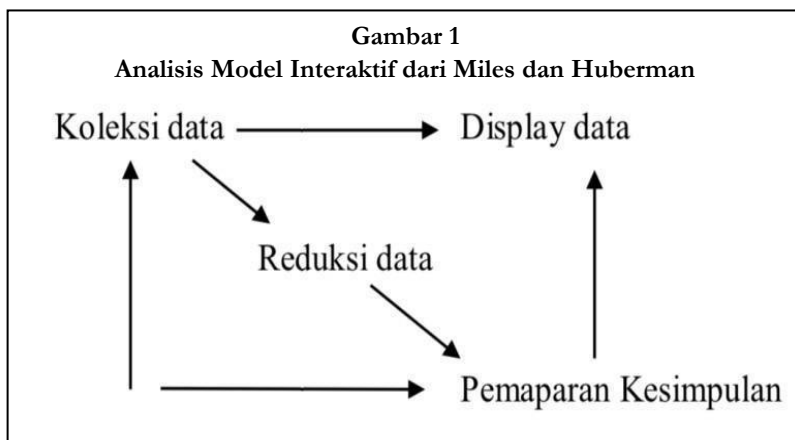 Gambar 1
Analisis Model Interaktif dari Miles dan Huberman
Koleksi data
Display data
Reduksi data
Pemaparan Kesimpulan